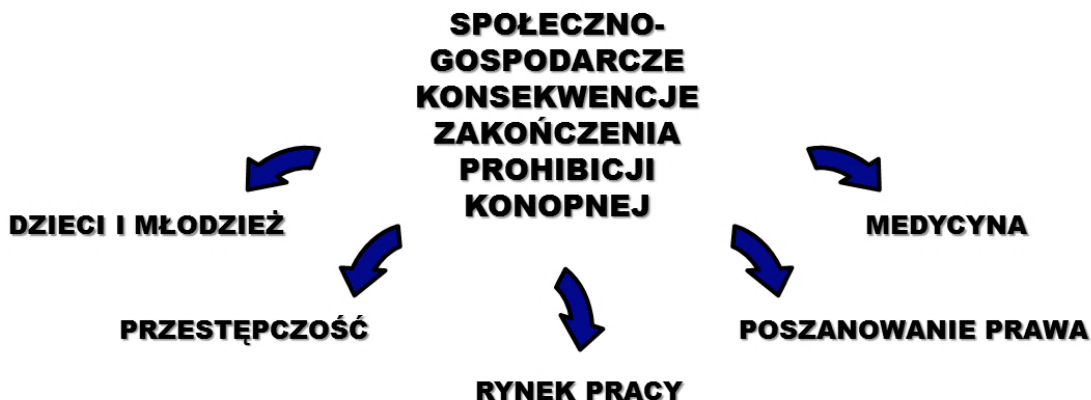 SPOŁECZNO-
GOSPODARCZE
KONSEKWENCJE
ZAKOŃCZENIA
PROHIBICJI
KONOPNEJ
DZIECI I MŁODZIEŻ
MEDYCYNA
PRZESTĘPCZOŚĆ
POSZANOWANIE PRAWA
RYNEK PRACY